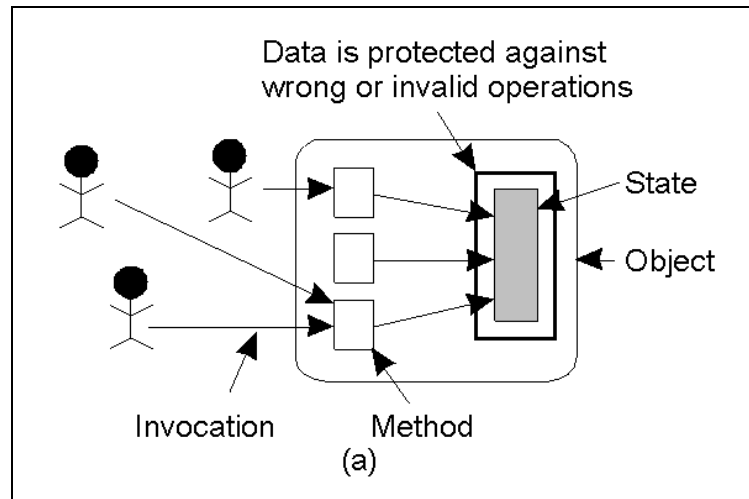 Data is protected against
wrong or invalid operations
State
Object
Invocation
Method
(a)